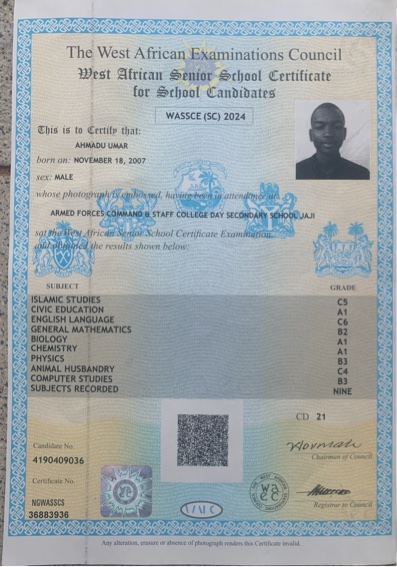 The West African Examinations Council
West African Senior School Certificate
for School Candidates
WASSCE (SC) 2024
This is to Certify that:
AHMADU UMAR
born on: NOVEMBER 18, 2007
sex: MALE
whose photograph is embossed, having been in attendance at
ARMED FORCES COMMAND & STAFF COLLEGE DAY SECONDARY SCHOOL, JAJI
sat the West African Senior School Certificate Examination
and obtained the results shown below:
SUBJECT GRADE
ISLAMIC STUDIES C5
CIVIC EDUCATION A1
ENGLISH LANGUAGE C6
GENERAL MATHEMATICS B2
BIOLOGY A1
CHEMISTRY A1
PHYSICS B3
ANIMAL HUSBANDRY C4
COMPUTER STUDIES B3
SUBJECTS RECORDED NINE
CD 21
Candidate No.
4190409036
Chairman of Council
Certificate No.
NGWASSCS
36883936
Registrar to Council
Any alteration, erasure or absence of photograph renders this Certificate invalid.